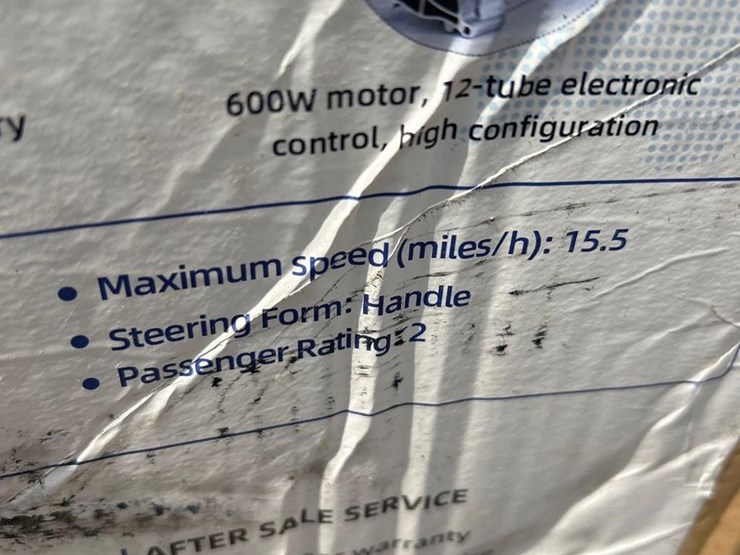 ry
600W motor, 12-tube electronic
control, high configuration
• Maximum speed (miles/h): 15.5
• Steering Form: Handle
• Passenger Rating: 2
AFTER SALE SERVICE
warranty